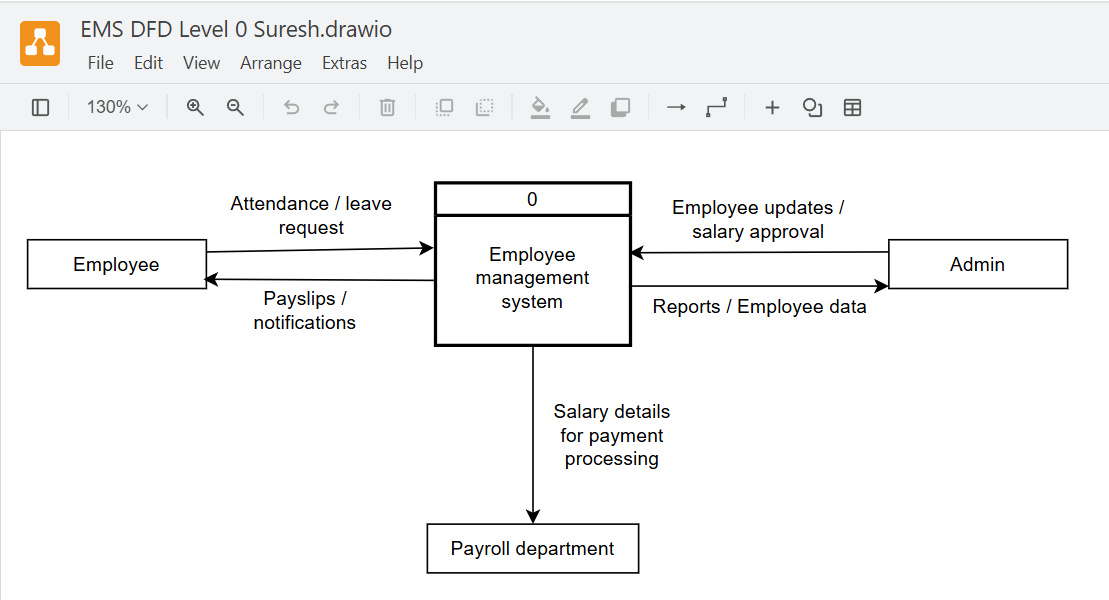 EMS DFD Level 0 Suresh.drawio
File Edit View Arrange Extras Help
130%
0
Attendance / leave
request
Employee updates /
salary approval
Employee
Employee
management
system
Admin
Payslips /
notifications
Reports / Employee data
Salary details
for payment
processing
Payroll department